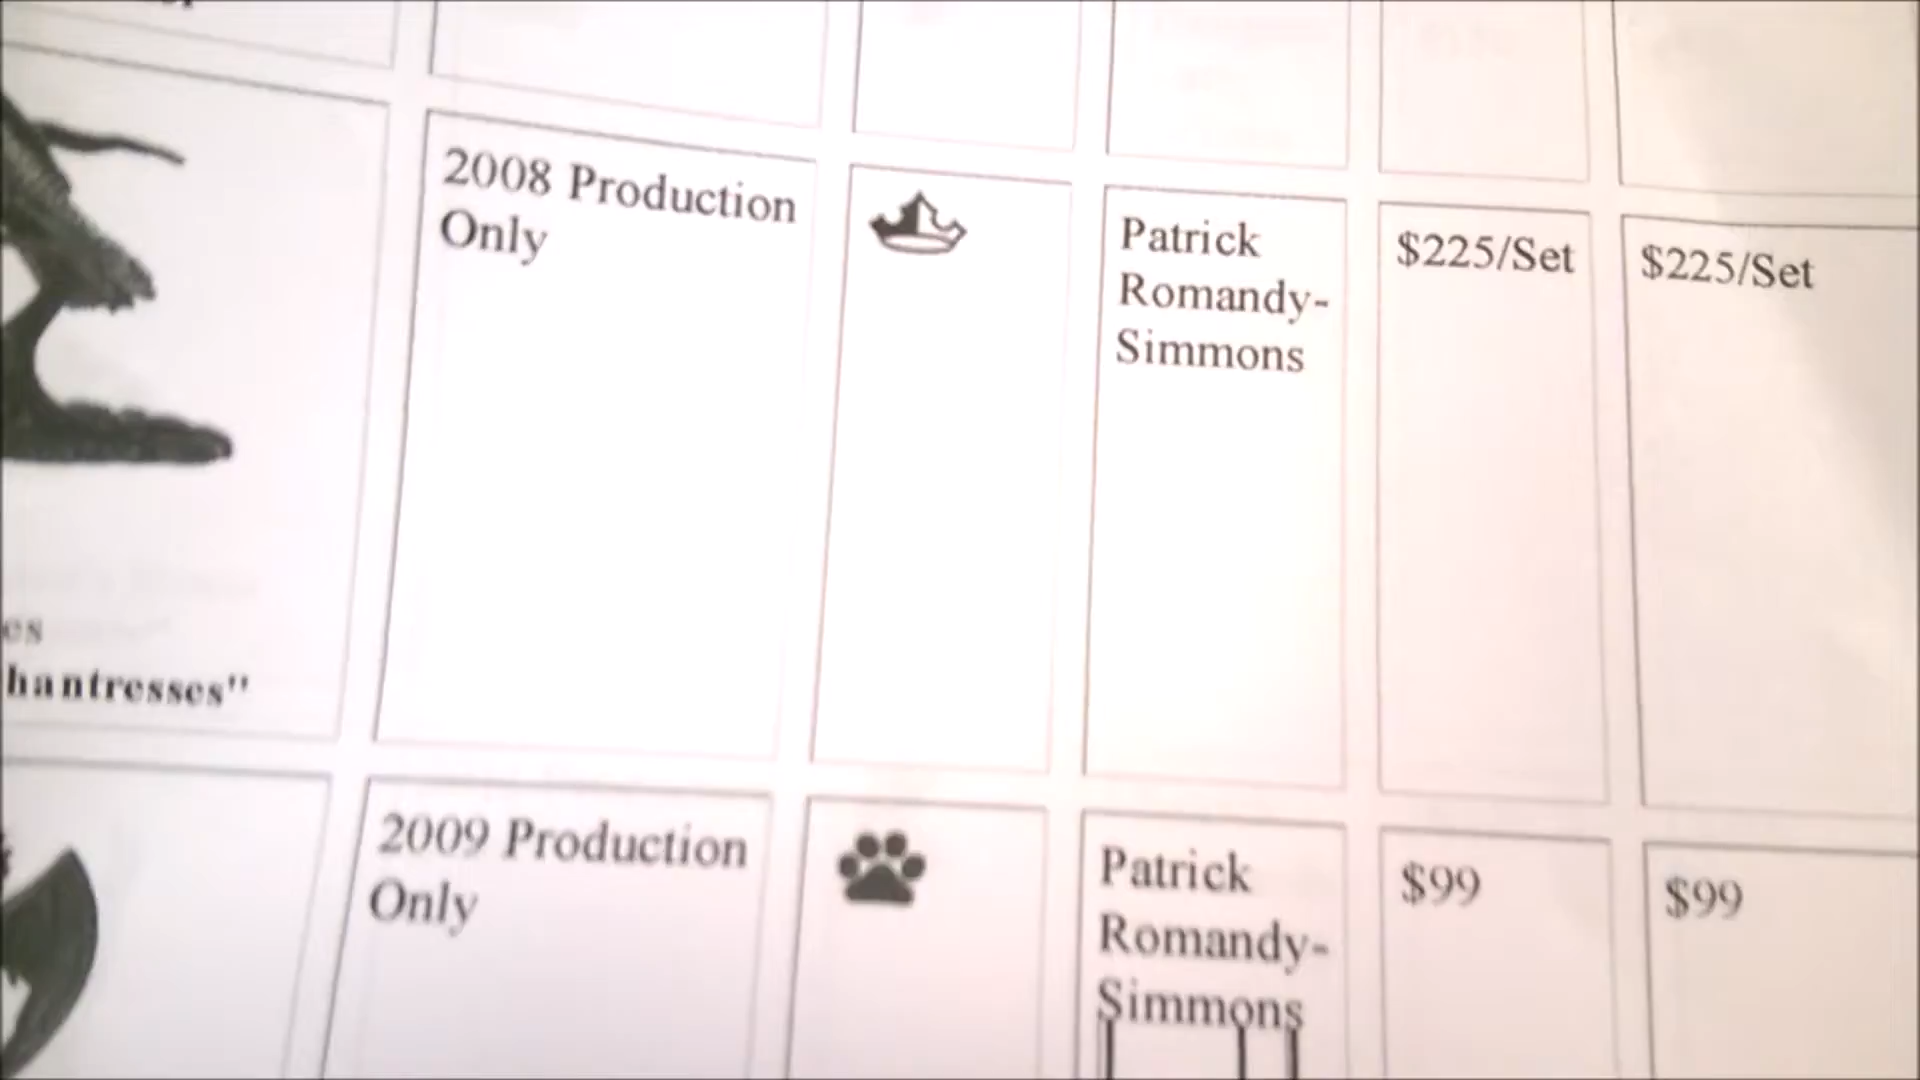 2008 Production
Only
Patrick
Romandy-
Simmons
$225/Set
$225/Set
es
hantresses"
2009 Production
Only
Patrick
Romandy-
Simmons
$99
$99